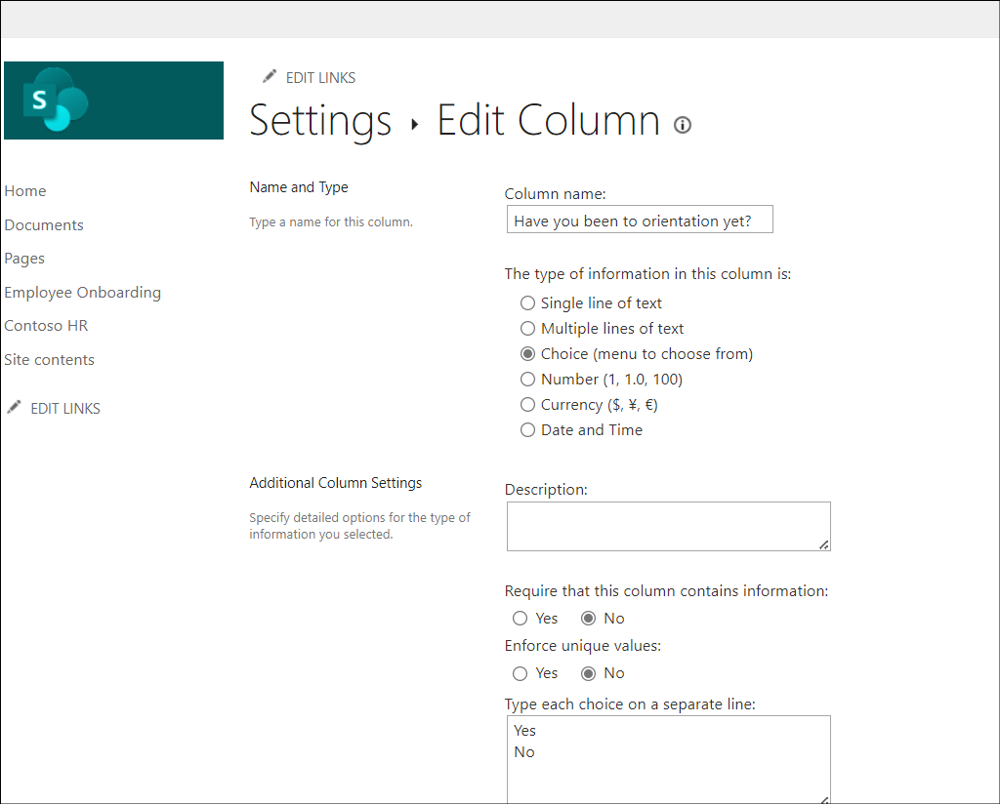 S
EDIT LINKS
Settings ▸ Edit Column
Home
Documents
Pages
Employee Onboarding
Contoso HR
Site contents
EDIT LINKS
Name and Type
Type a name for this column.
Column name:
Have you been to orientation yet?
The type of information in this column is:
Single line of text
Multiple lines of text
Choice (menu to choose from)
Number (1, 1.0, 100)
Currency ($, ¥, €)
Date and Time
Additional Column Settings
Specify detailed options for the type of
information you selected.
Description:
Require that this column contains information:
Yes No
Enforce unique values:
Yes No
Type each choice on a separate line:
Yes
No